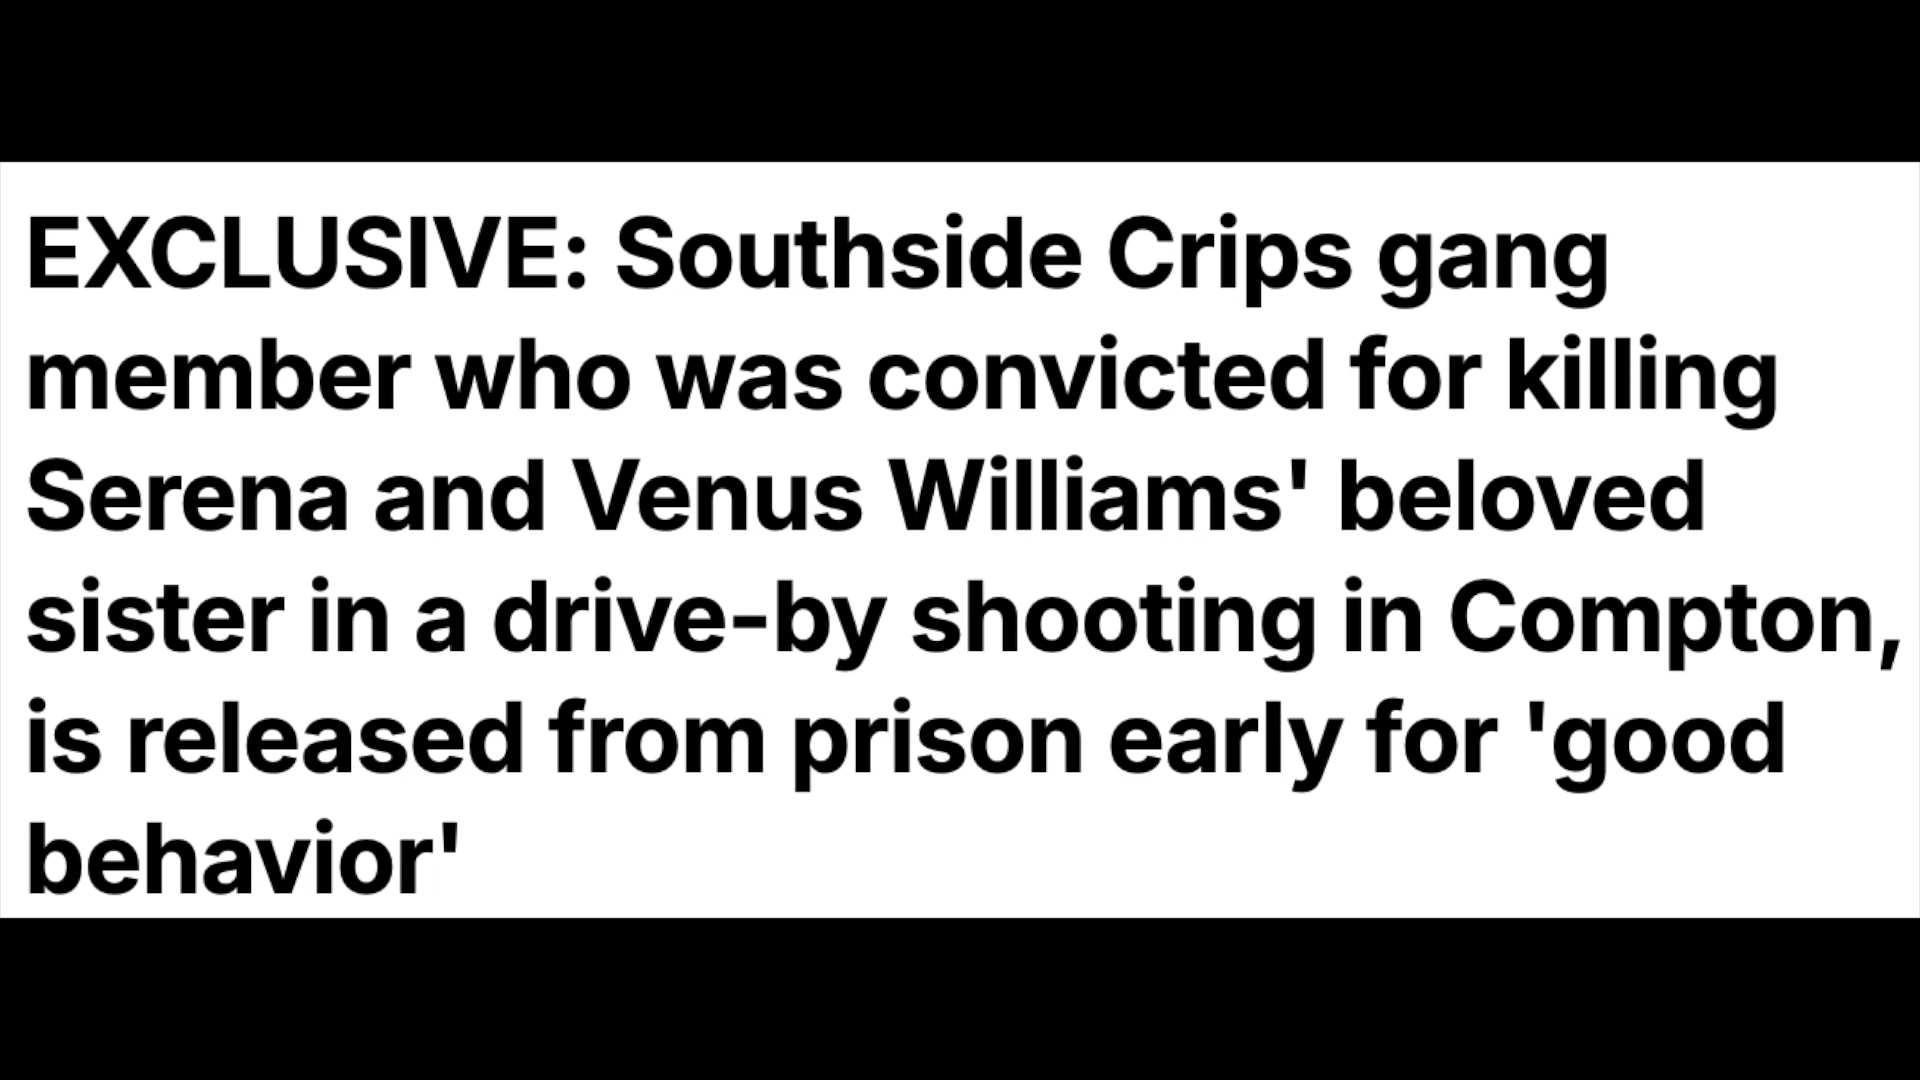 EXCLUSIVE: Southside Crips gang
member who was convicted for killing
Serena and Venus Williams' beloved
sister in a drive-by shooting in Compton,
is released from prison early for 'good
behavior'